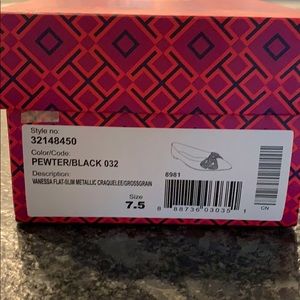 Style no:
32148450
Color/Code:
PEWTER/BLACK 032
Description:
VANESSA FLAT-SLIM METALLIC CRAQUELEE/GROSSGRAIN
Size
7.5
8981
8 88736 03035 1
CN